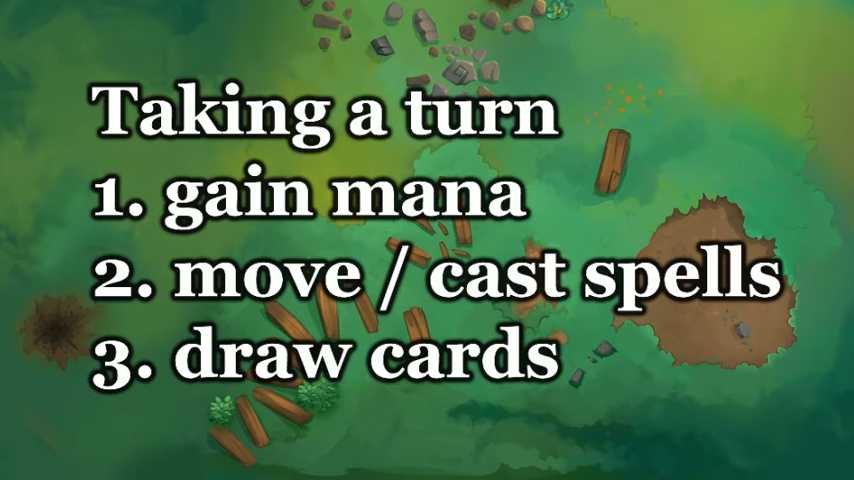 Taking a turn
1. gain mana
2. move / cast spells
3. draw cards